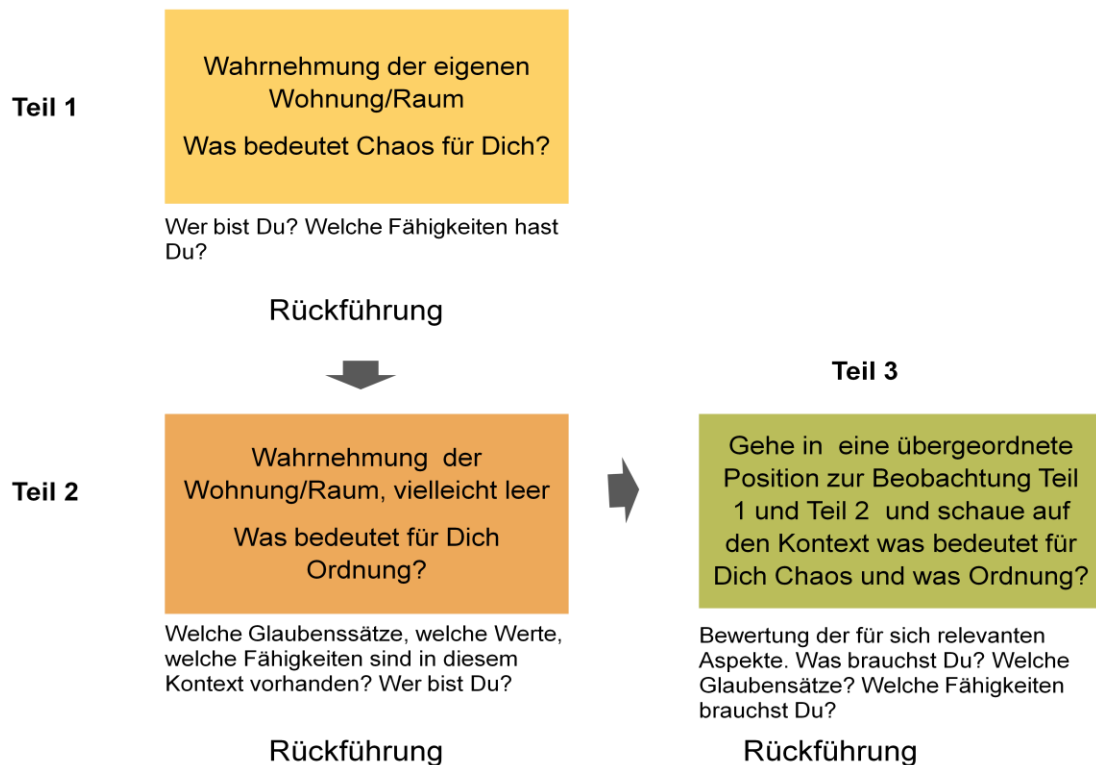 Teil 1
Wahrnehmung der eigenen
Wohnung/Raum
Was bedeutet Chaos für Dich?
Wer bist Du? Welche Fähigkeiten hast
Du?
Rückführung
Teil 2
Wahrnehmung der
Wohnung/Raum, vielleicht leer
Was bedeutet für Dich
Ordnung?
Welche Glaubenssätze, welche Werte,
welche Fähigkeiten sind in diesem
Kontext vorhanden? Wer bist Du?
Rückführung
Teil 3
Gehe in eine übergeordnete
Position zur Beobachtung Teil
1 und Teil 2 und schaue auf
den Kontext was bedeutet für
Dich Chaos und was Ordnung?
Bewertung der für sich relevanten
Aspekte. Was brauchst Du? Welche
Glaubensätze? Welche Fähigkeiten
brauchst Du?
Rückführung